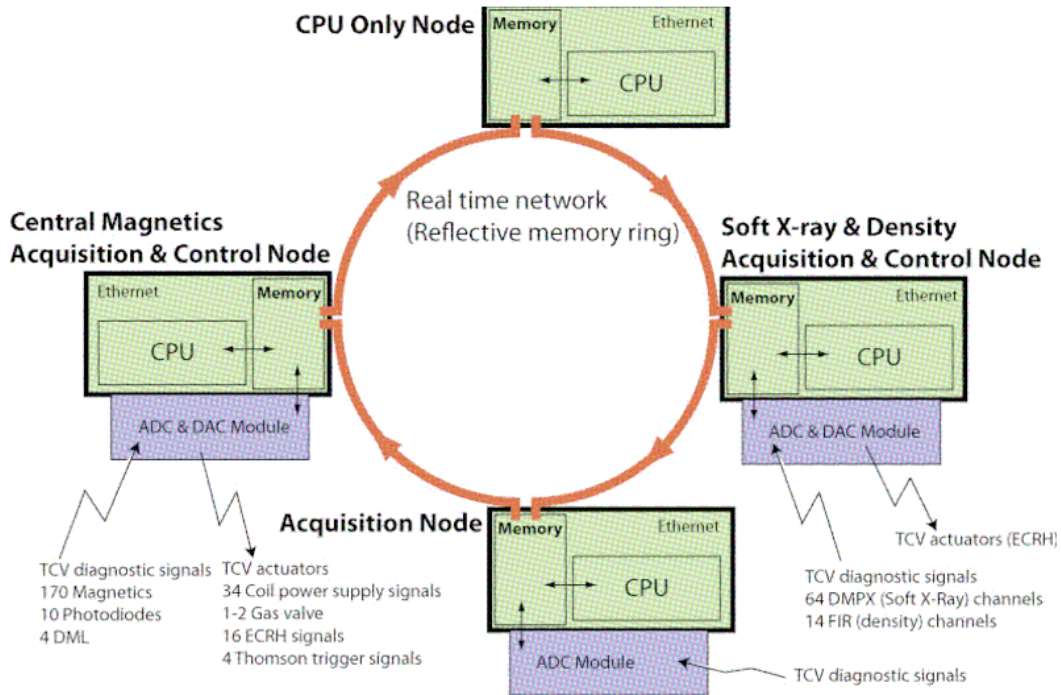 CPU Only Node
Memory
Ethernet
CPU
Real time network
(Reflective memory ring)
Central Magnetics
Acquisition & Control Node
Ethernet
Memory
CPU
ADC & DAC Module
Soft X-ray & Density
Acquisition & Control Node
Memory
Ethernet
CPU
ADC & DAC Module
TCV diagnostic signals
170 Magnetics
10 Photodiodes
4 DML
TCV actuators
34 Coil power supply signals
1-2 Gas valve
16 ECRH signals
4 Thomson trigger signals
Acquisition Node
Memory
Ethernet
CPU
ADC Module
TCV actuators (ECRH)
TCV diagnostic signals
64 DMPX (Soft X-Ray) channels
14 FIR (density) channels
TCV diagnostic signals